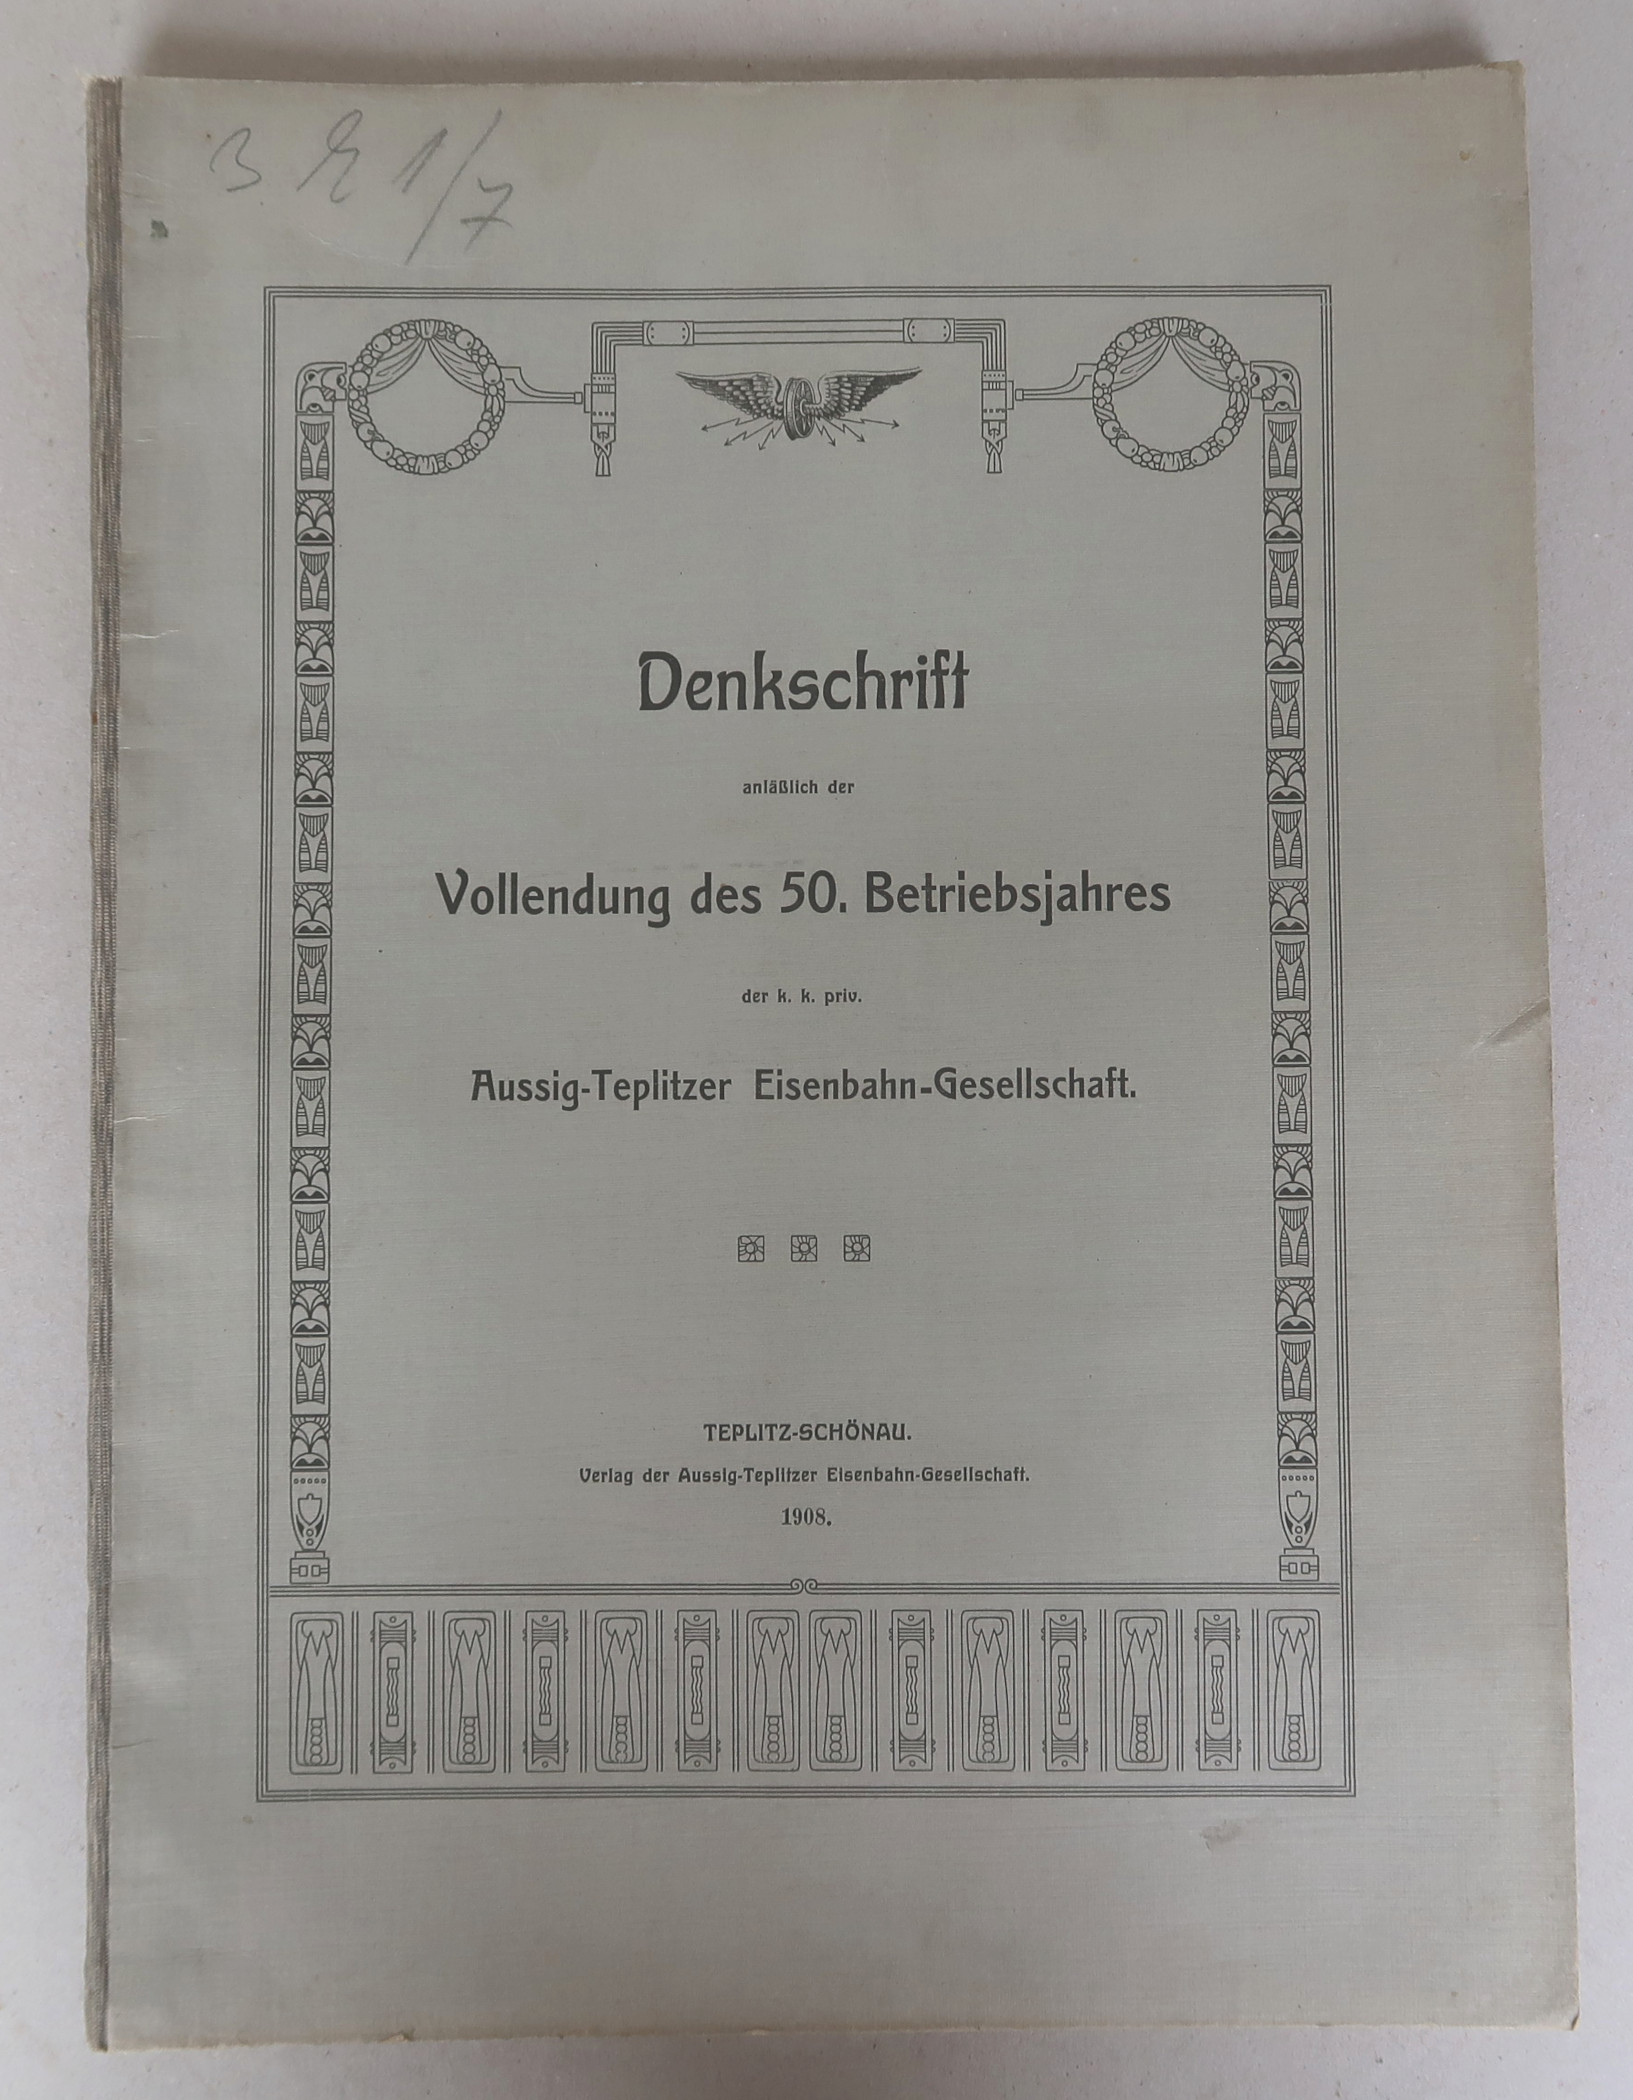 Denkschrift
anläßlich der
Vollendung des 50. Betriebsjahres
der k. k. priv.
Aussig-Teplitzer Eisenbahn-Gesellschaft.
TEPLITZ-SCHÖNAU.
Verlag der Aussig-Teplitzer Eisenbahn-Gesellschaft.
1908.